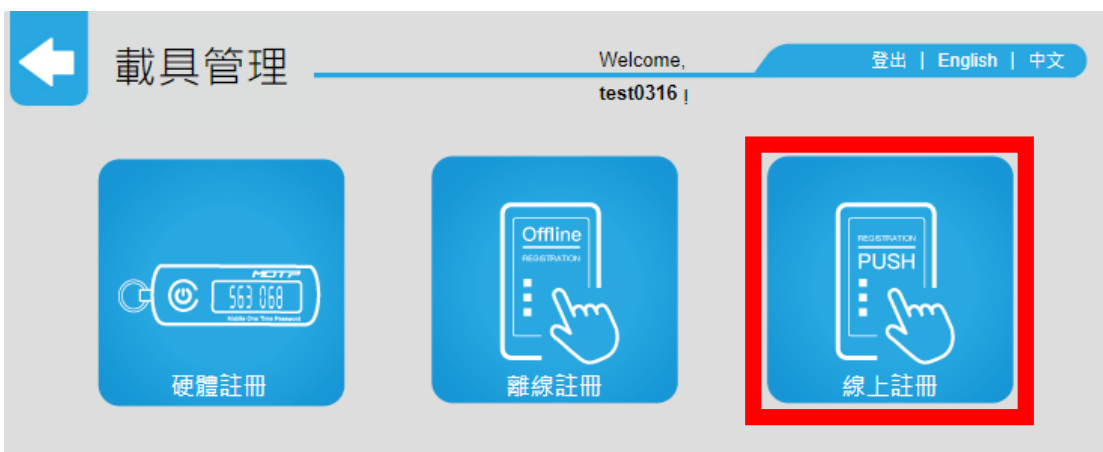 載具管理
Welcome,
test0316
登出 | English | 中文
MOTP
563 068
Mobile One Time Password
硬體註冊
Offline
REGISTRATION
離線註冊
REGISTRATION
PUSH
線上註冊